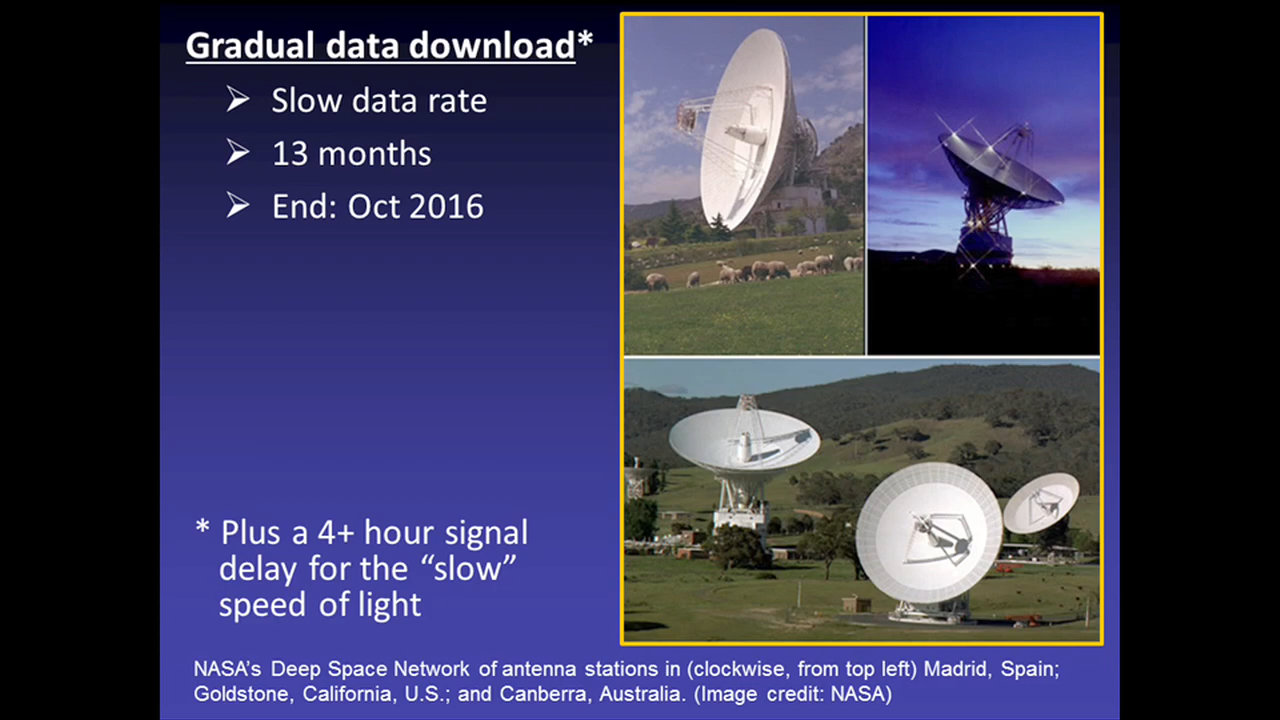 Gradual data download*
➢ Slow data rate
➢ 13 months
➢ End: Oct 2016
* Plus a 4+ hour signal
delay for the “slow”
speed of light
NASA’s Deep Space Network of antenna stations in (clockwise, from top left) Madrid, Spain;
Goldstone, California, U.S.; and Canberra, Australia. (Image credit: NASA)